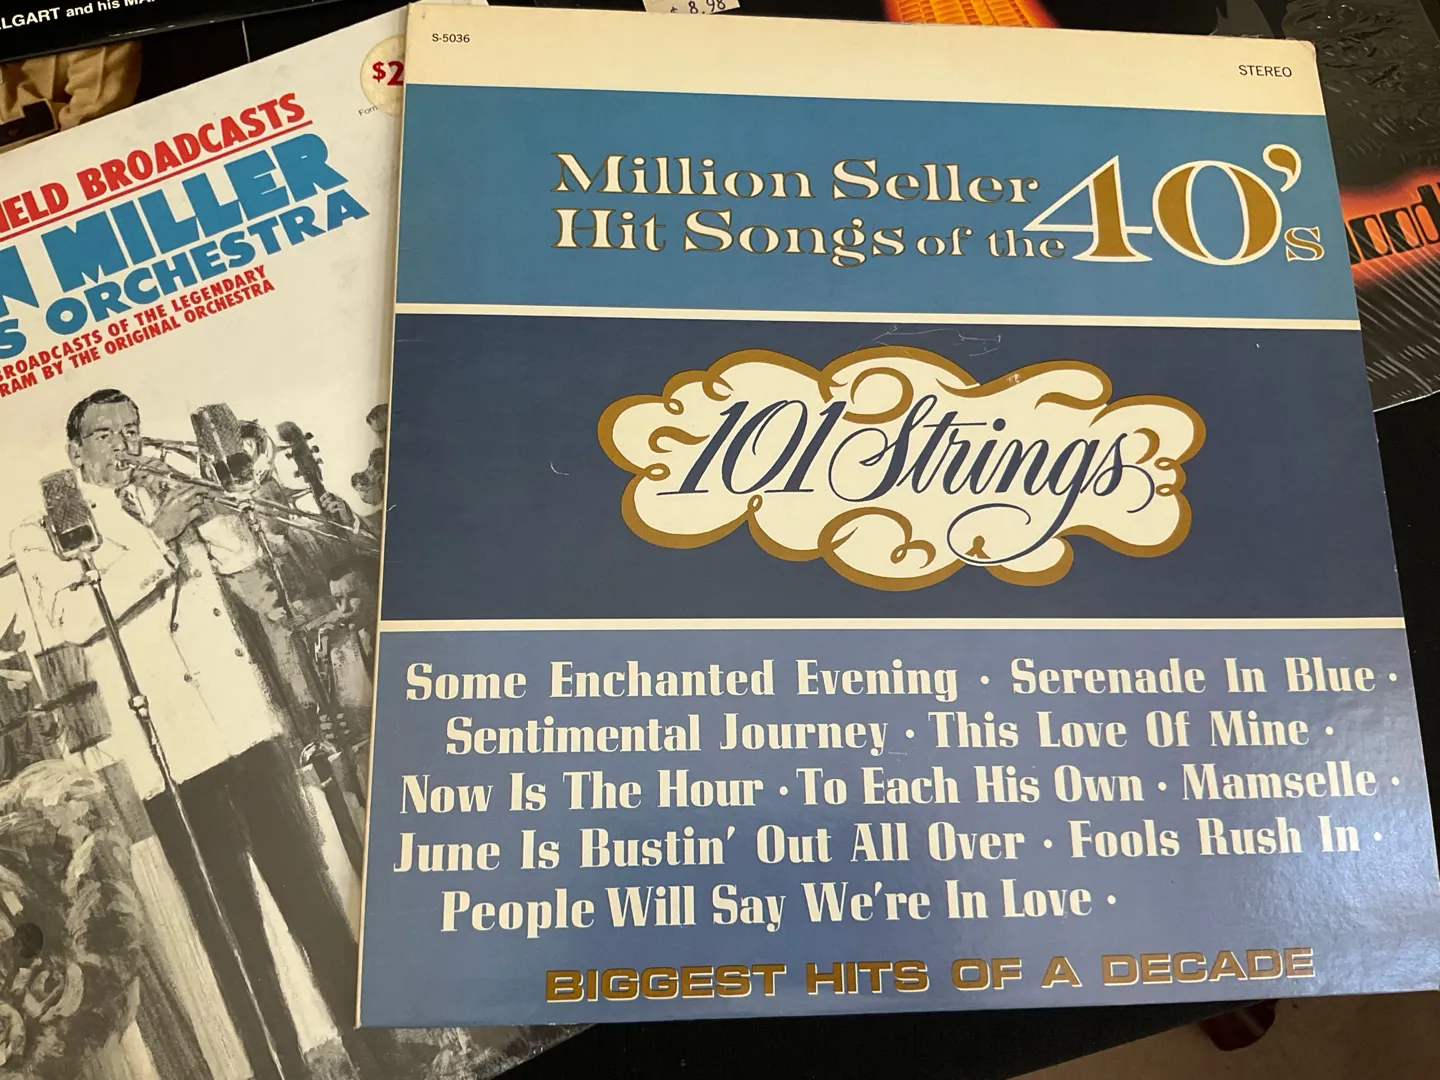 LGART and his
$ 8.98
$2
IELD BROADCASTS
N MILLER
S ORCHESTRA
BROADCASTS OF THE LEGENDARY
RAM BY THE ORIGINAL ORCHESTRA
S-5036
STEREO
Million Seller
Hit Songs of the 40's
101 Strings
Some Enchanted Evening · Serenade In Blue ·
Sentimental Journey · This Love Of Mine ·
Now Is The Hour · To Each His Own · Mamselle ·
June Is Bustin' Out All Over · Fools Rush In ·
People Will Say We're In Love ·
BIGGEST HITS OF A DECADE